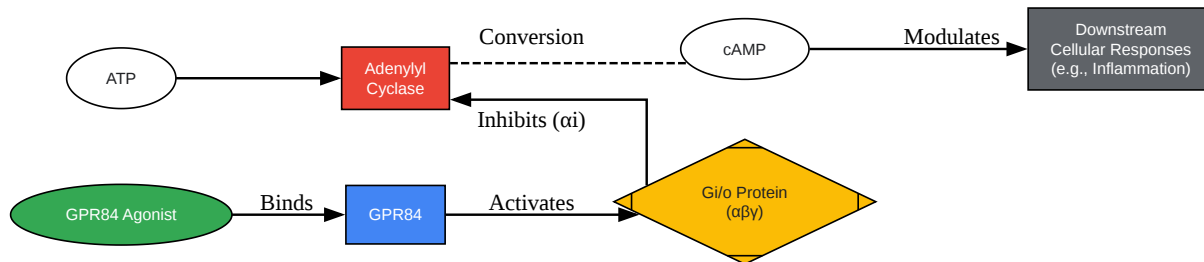 ATP
Adenylyl
Cyclase
Conversion
cAMP
Modulates
Downstream
Cellular Responses
(e.g., Inflammation)
Inhibits (αi)
GPR84 Agonist
Binds
GPR84
Activates
Gi/o Protein
(αβγ)